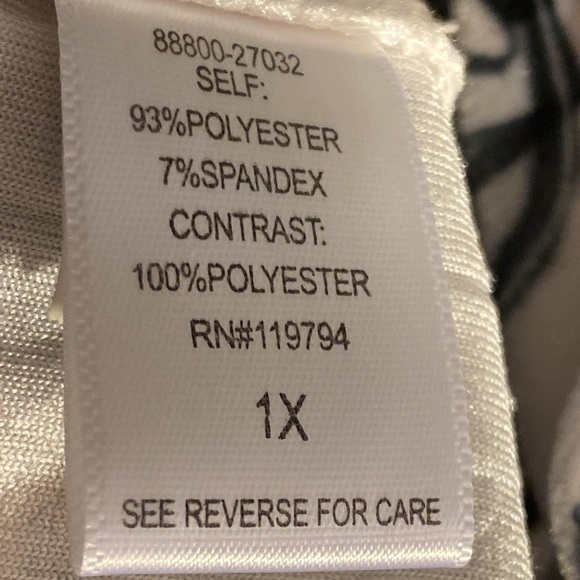 88800-27032
SELF:
93%POLYESTER
7%SPANDEX
CONTRAST:
100%POLYESTER
RN#119794
1X
SEE REVERSE FOR CARE